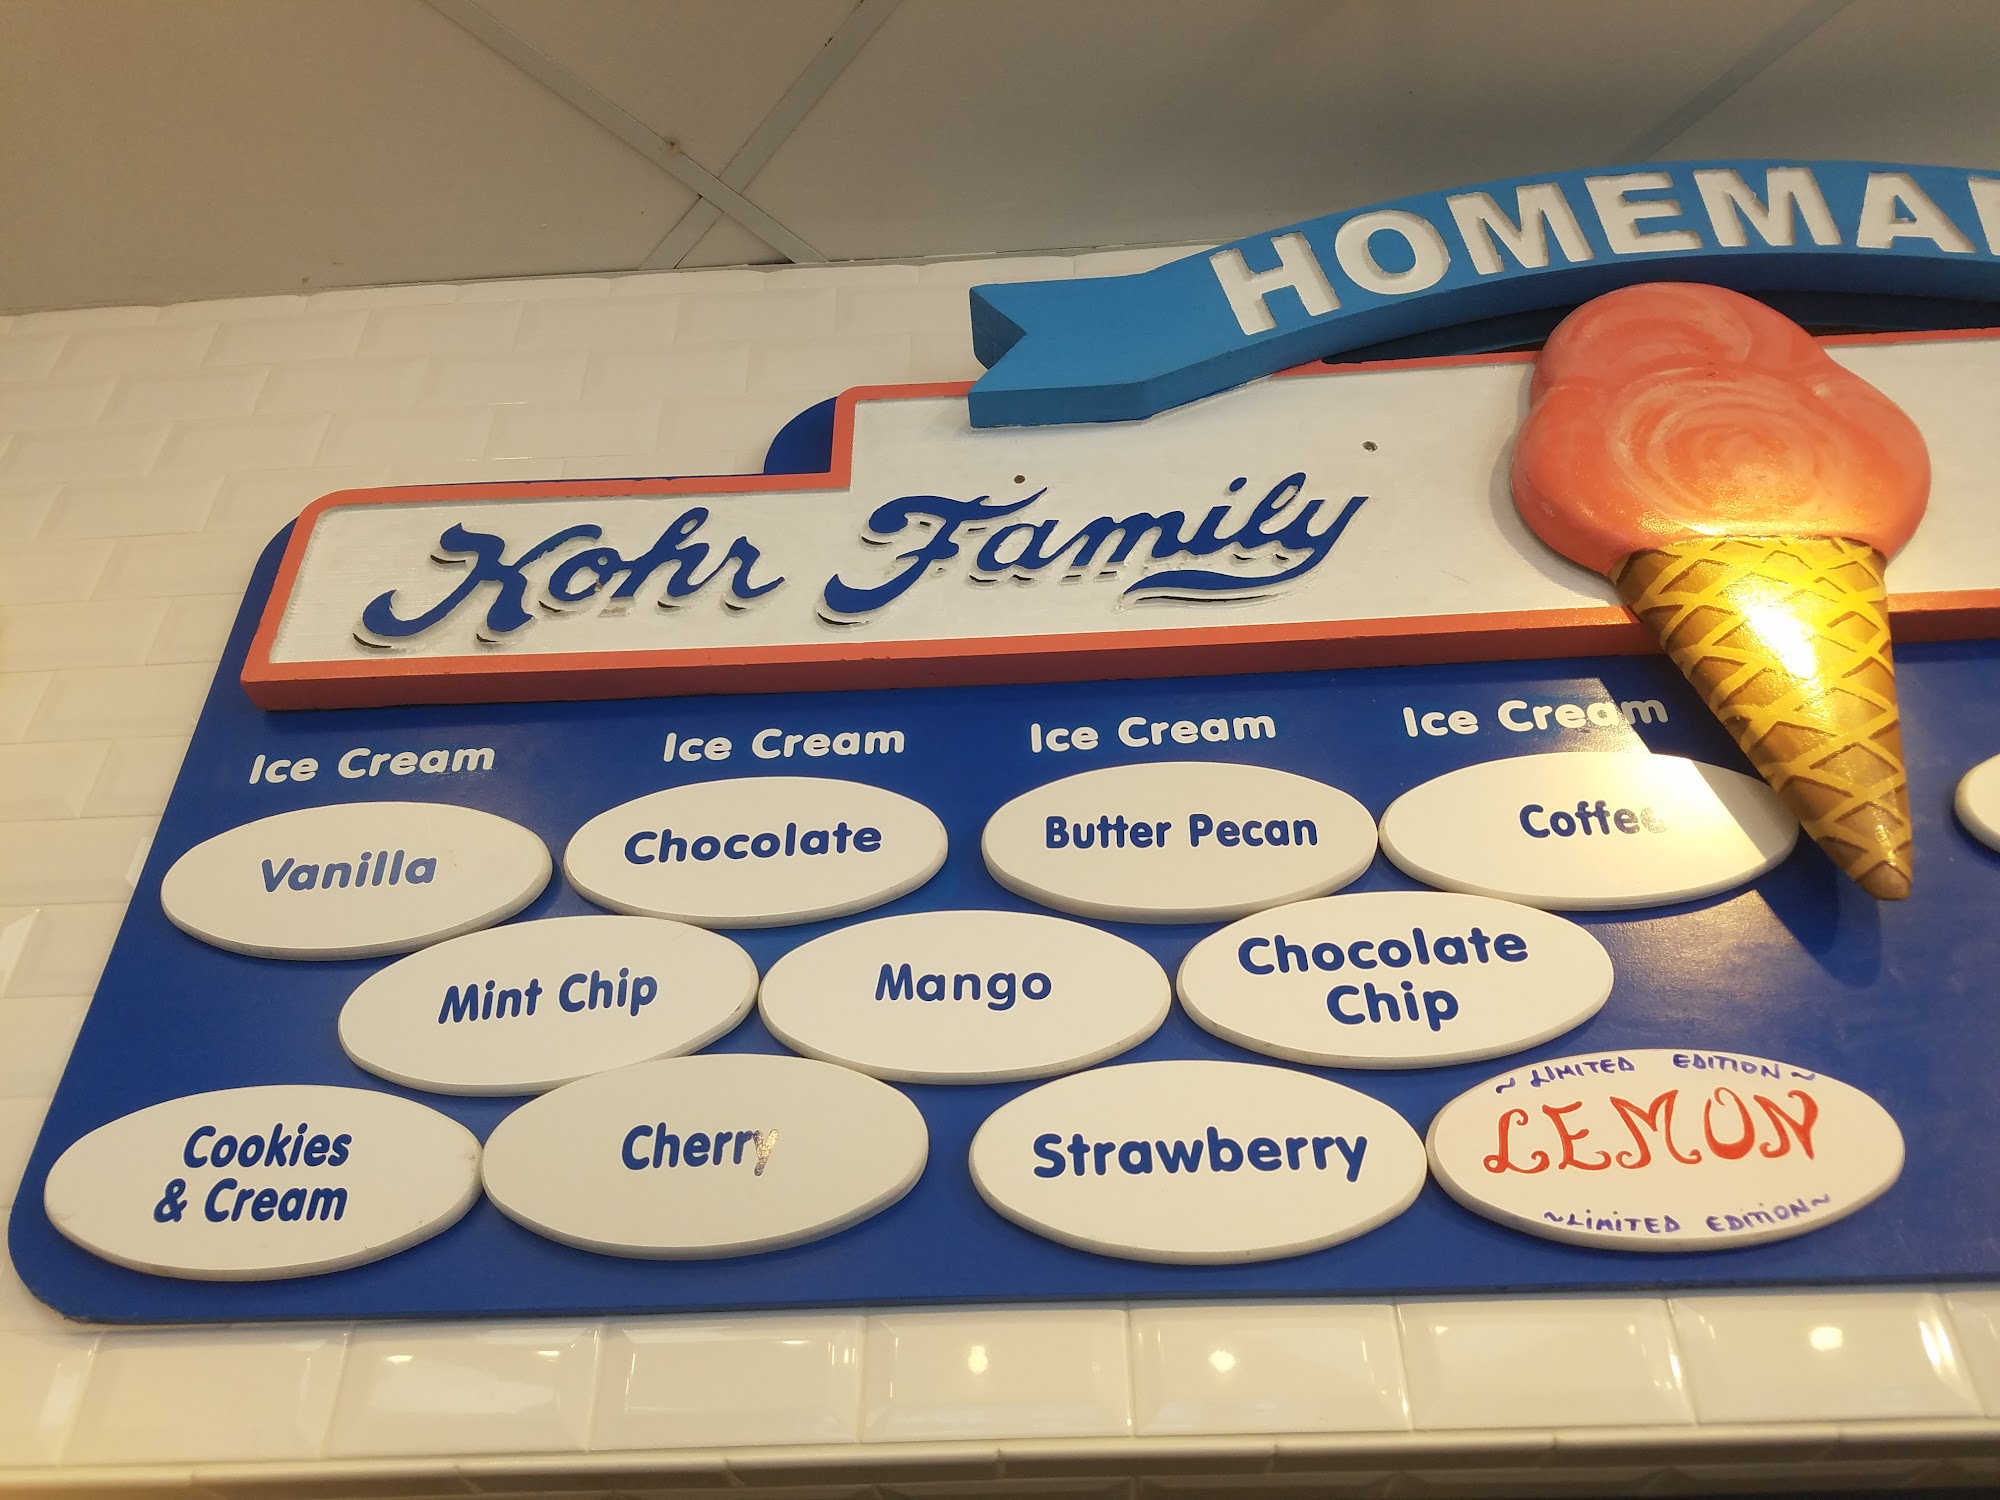 HOMEMA
Kohr Family
Ice Cream Ice Cream Ice Cream Ice Cream
Vanilla
Chocolate
Butter Pecan
Coffee
Mint Chip
Mango
Chocolate
Chip
Cookies
& Cream
Cherry
Strawberry
~ LIMITED EDITION ~
LEMON
~LIMITED EDITION~